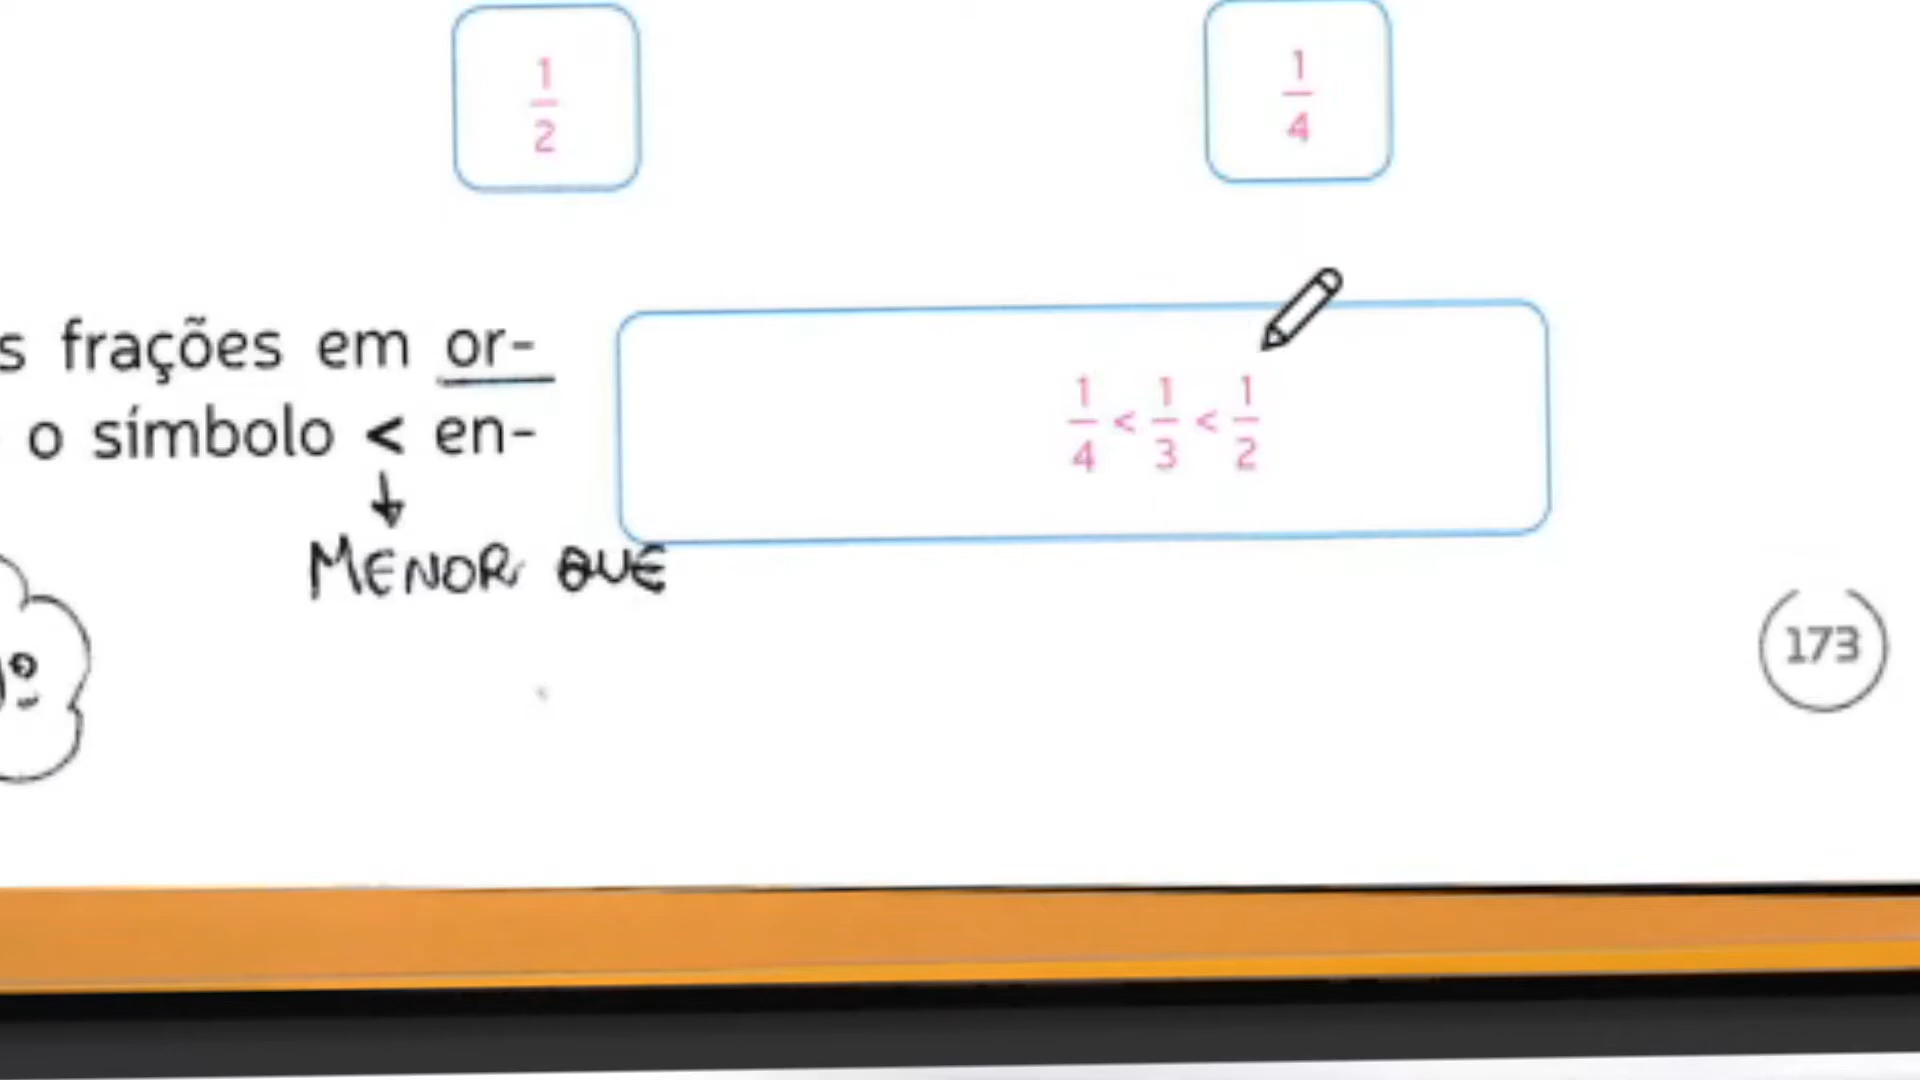 1/2
1/4
s frações em or-
o símbolo < en-
1/4 < 1/3 < 1/2
MENOR QUE
173